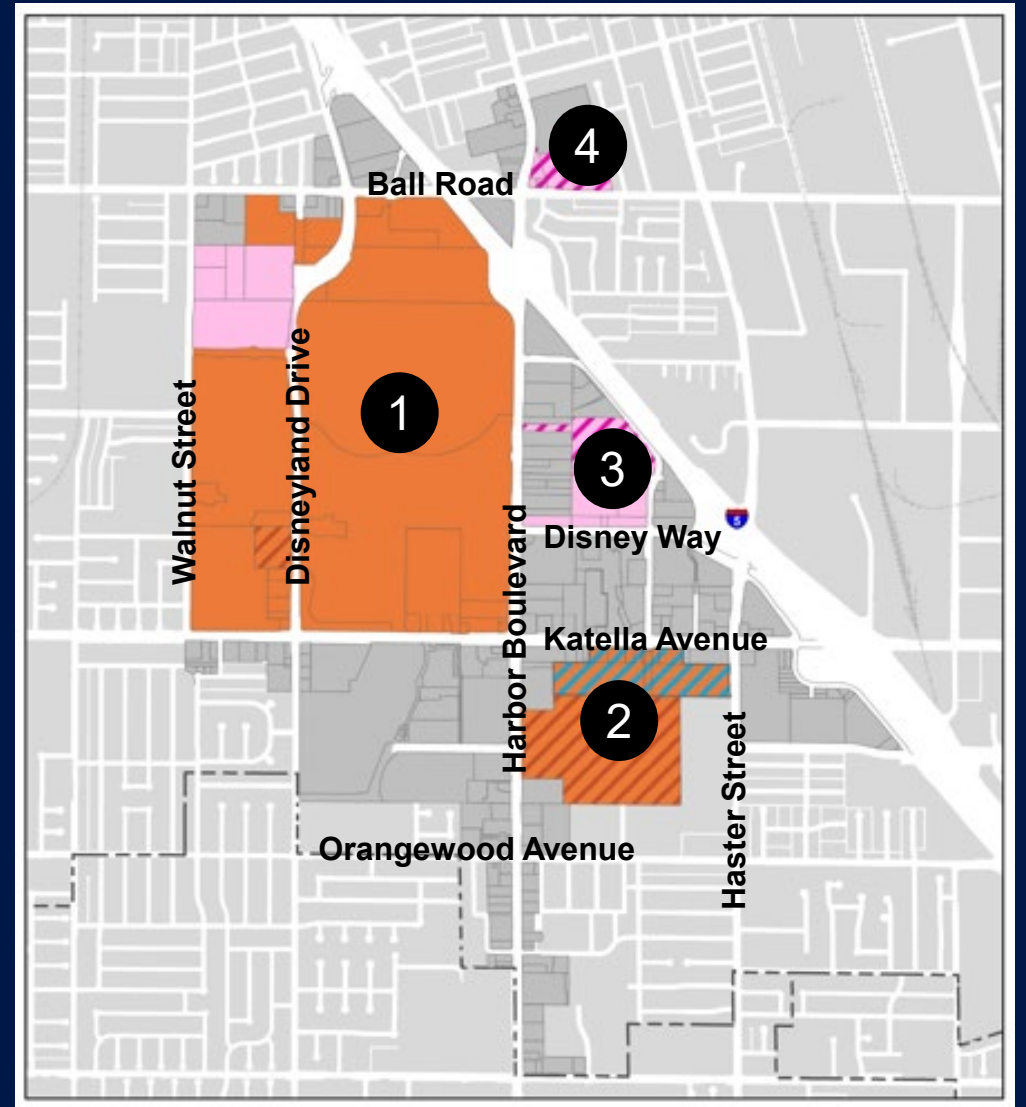 4
Ball Road
1
Walnut Street
Disneyland Drive
3
5
Disney Way
Harbor Boulevard
Katella Avenue
2
Haster Street
Orangewood Avenue